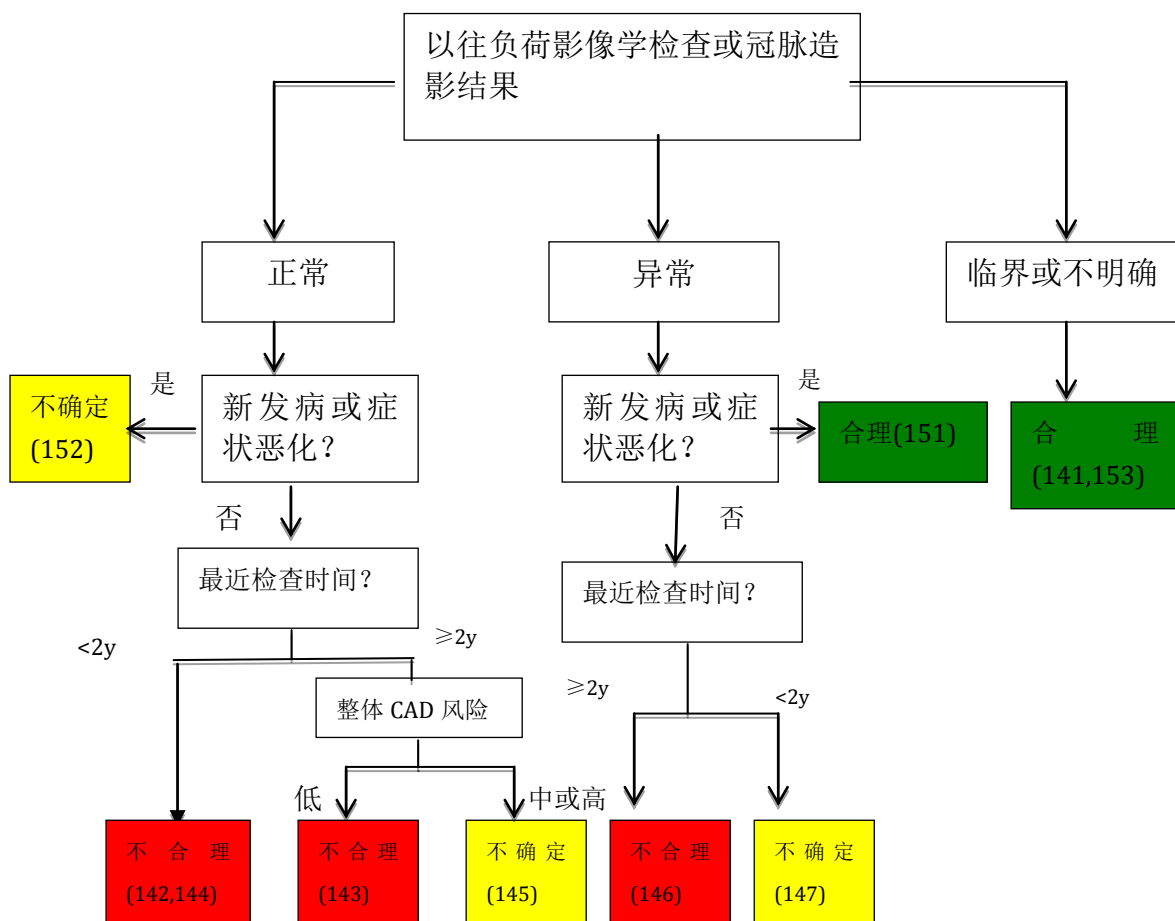 以往负荷影像学检查或冠脉造
影结果
正常
异常
临界或不明确
是
不确定
(152)
新发病或症
状恶化？
新发病或症
状恶化？
是
合理(151)
合理
(141,153)
否
否
最近检查时间？
最近检查时间？
<2y
≥2y
整体 CAD 风险
≥2y
<2y
低
中或高
不合理
(142,144)
不合理
(143)
不确定
(145)
不合理
(146)
不确定
(147)